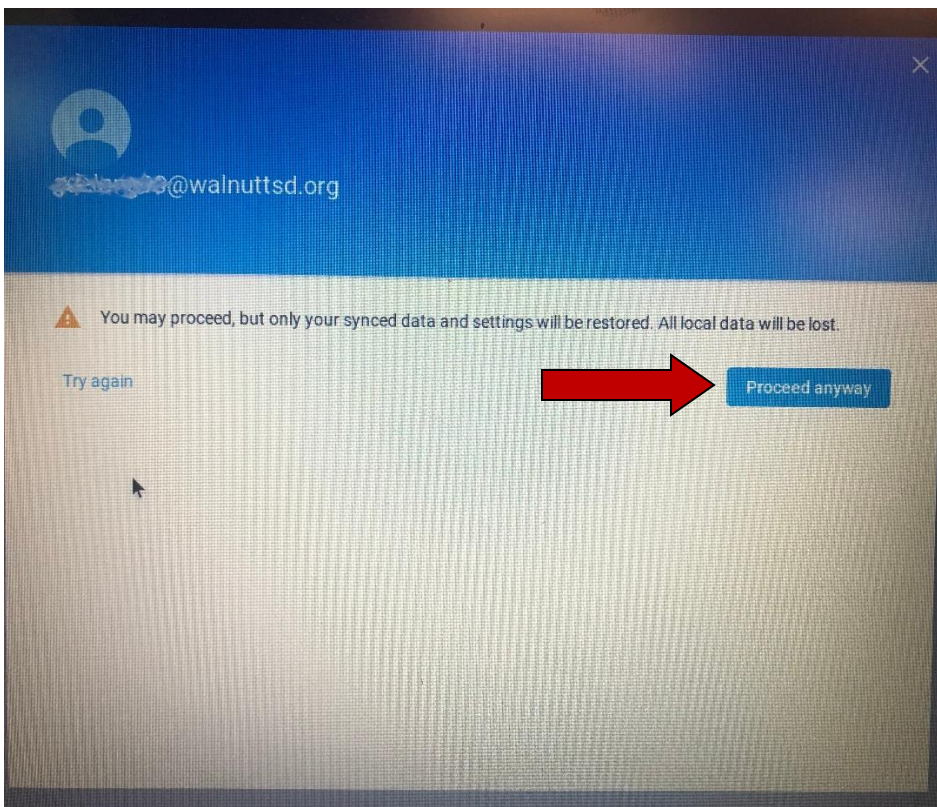 @walnuttsd.org
You may proceed, but only your synced data and settings will be restored. All local data will be lost.
Try again
Proceed anyway